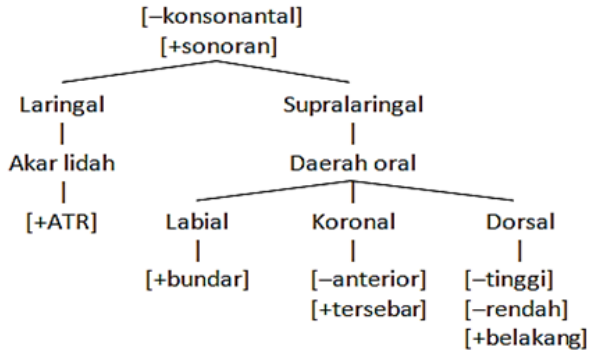 [–konsonantal]
[+sonoran]
Laringal Supralaringal
Akar lidah Daerah oral
[+ATR] Labial Koronal Dorsal
[+bundar] [–anterior] [–tinggi]
[+tersebar] [–rendah]
[+belakang]